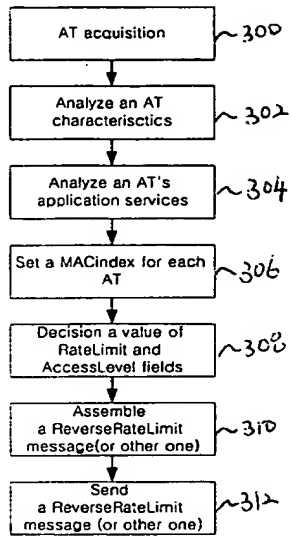 AT acquisition
300
Analyze an AT
characterisctics
302
Analyze an AT's
application services
304
Set a MACindex for each
AT
306
Decision a value of
RateLimit and
AccessLevel fields
308
Assemble
a ReverseRateLimit
message(or other one)
310
Send
a ReverseRateLimit
message (or other one)
312